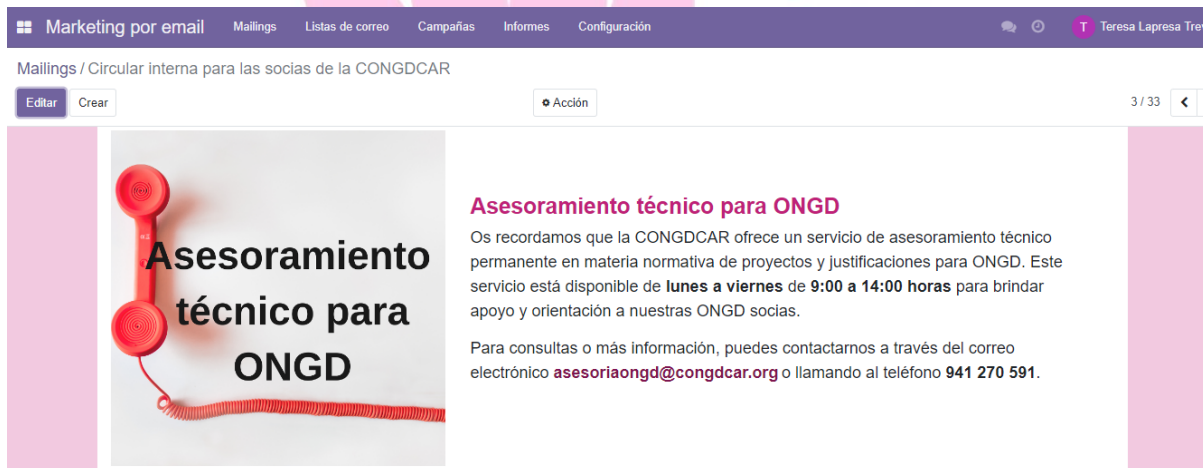 Marketing por email Mailings Listas de correo Campañas Informes Configuración T Teresa Lapresa Trev
Mailings / Circular interna para las socias de la CONGDCAR
Editar Crear Acción 3 / 33
Asesoramiento
técnico para
ONGD
Asesoramiento técnico para ONGD
Os recordamos que la CONGDCAR ofrece un servicio de asesoramiento técnico
permanente en materia normativa de proyectos y justificaciones para ONGD. Este
servicio está disponible de lunes a viernes de 9:00 a 14:00 horas para brindar
apoyo y orientación a nuestras ONGD socias.
Para consultas o más información, puedes contactarnos a través del correo
electrónico asesoriaongd@congdcar.org o llamando al teléfono 941 270 591.